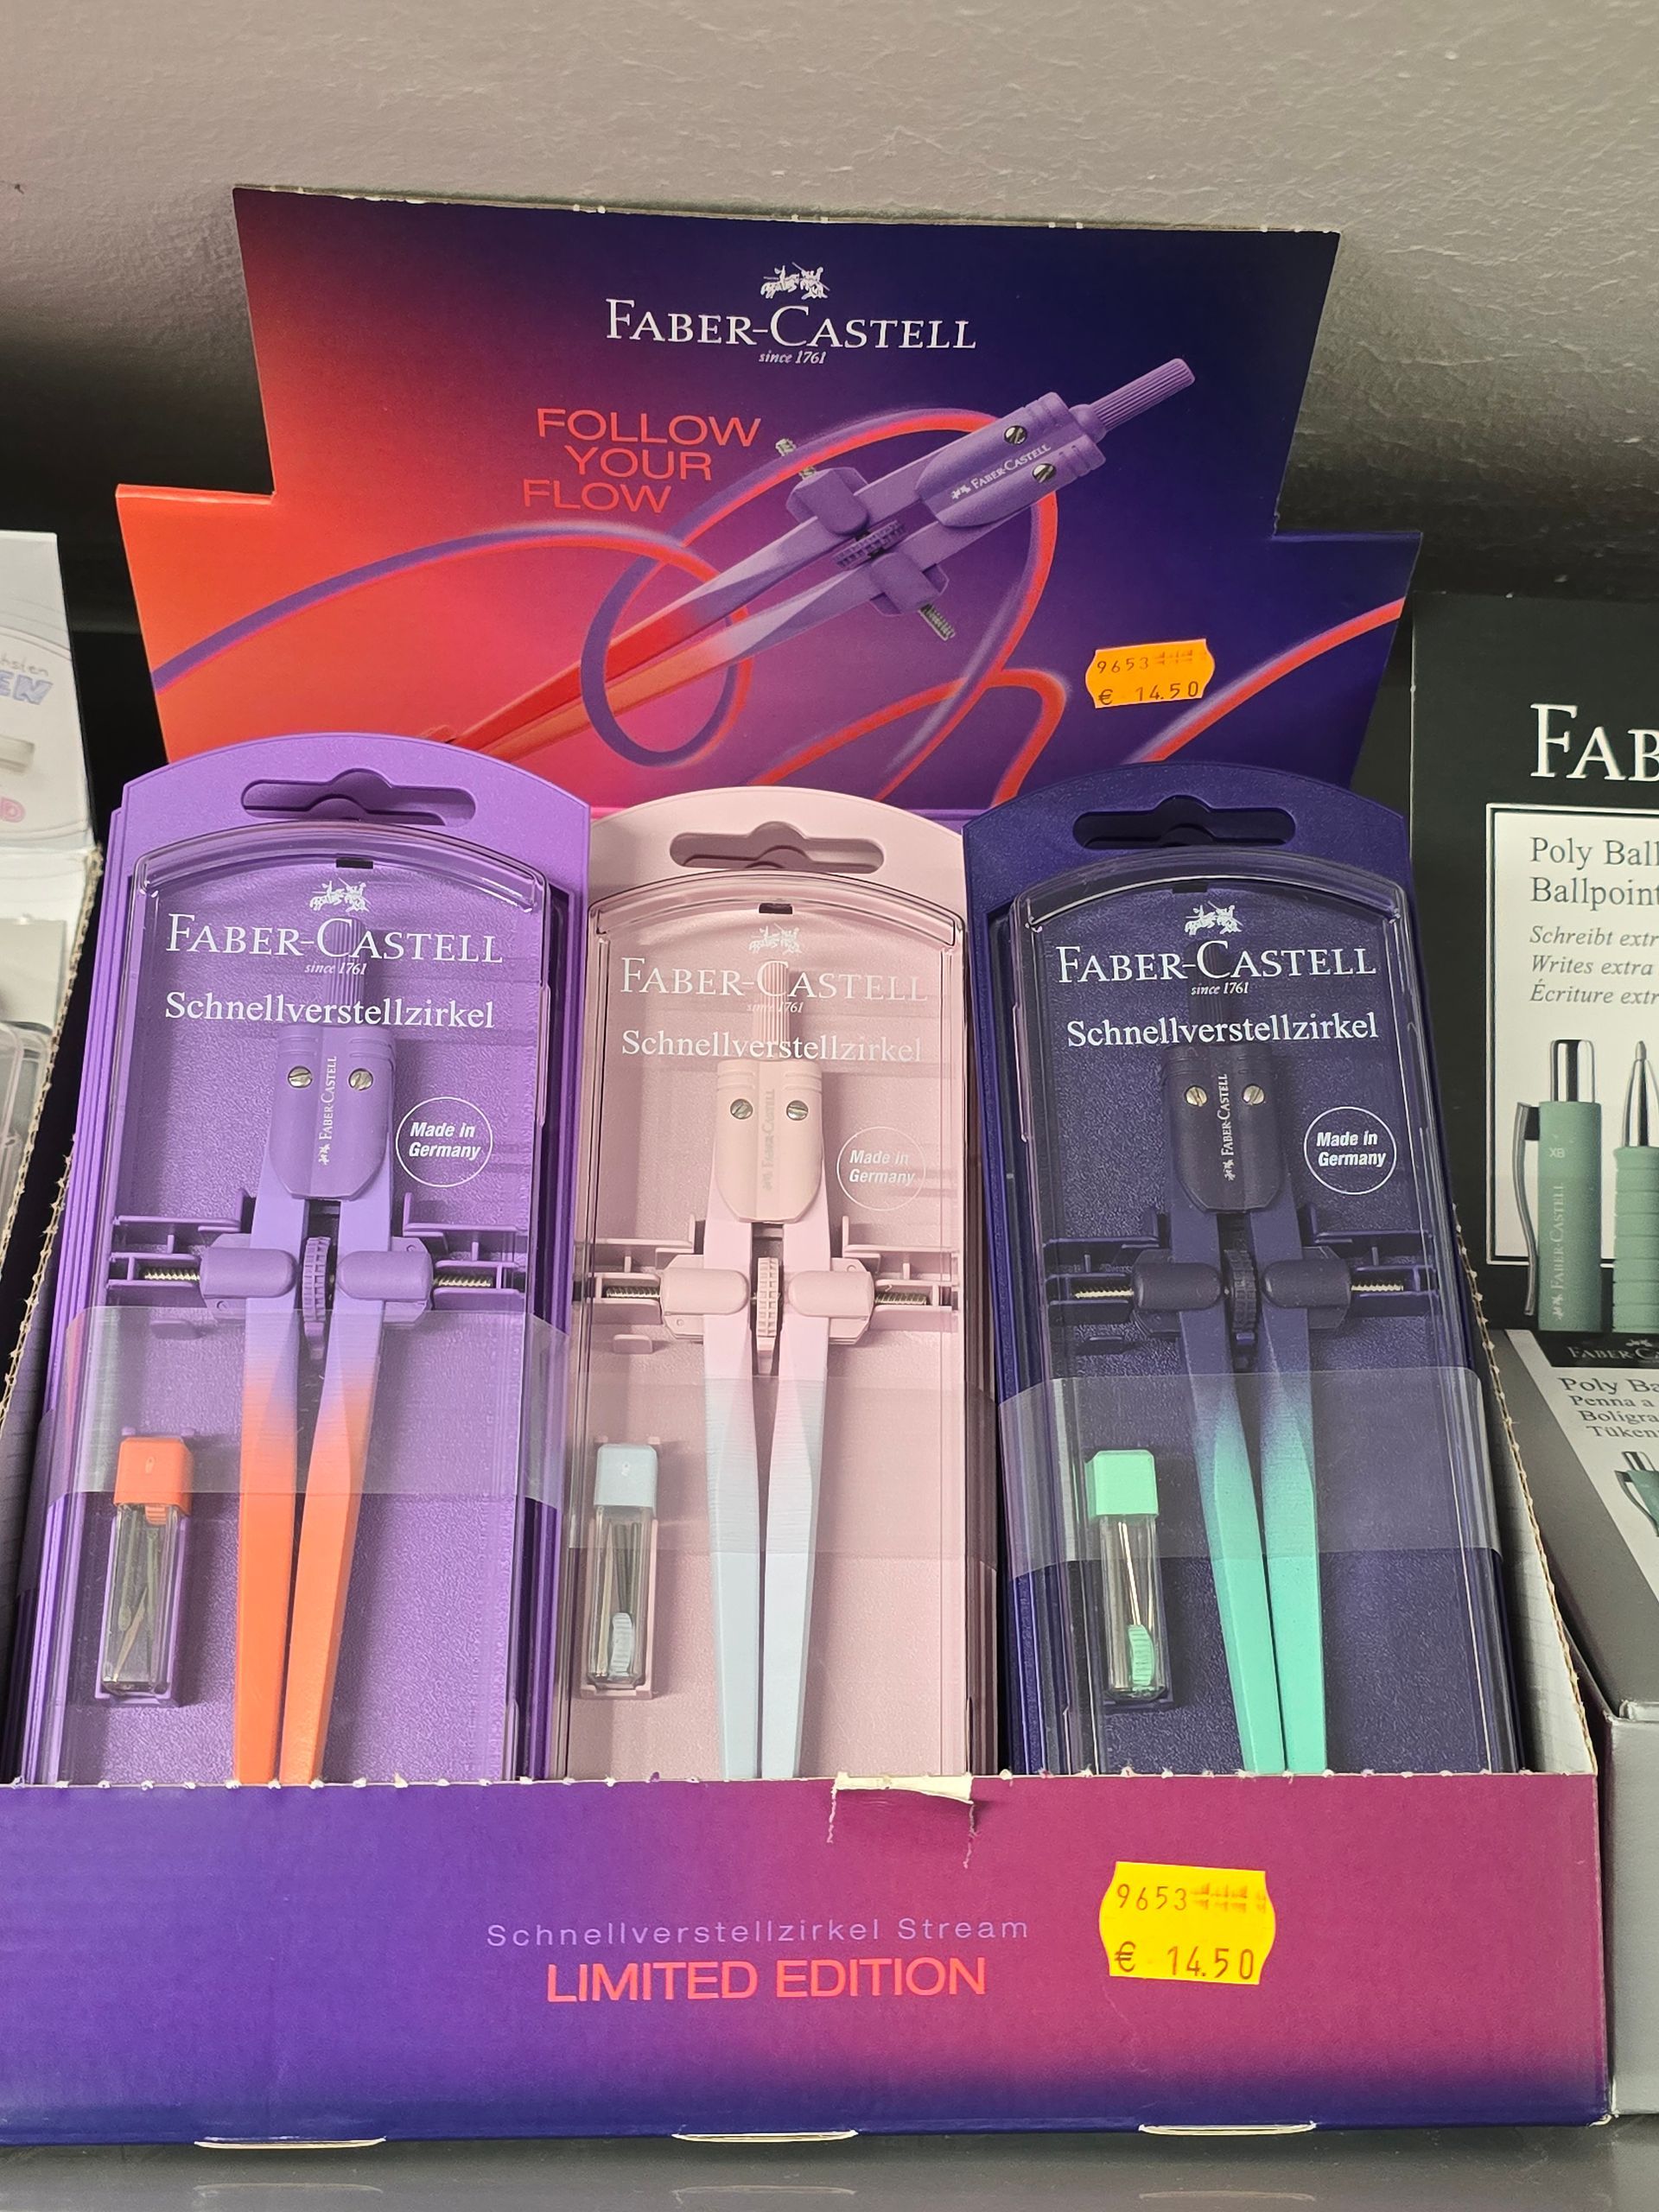 FABER-CASTELL
since 1761
FOLLOW
YOUR
FLOW
FABER-CASTELL
9653
€ 14.50
FABER-CASTELL
since 1761
Schnellverstellzirkel
FABER-CASTELL
Made in
Germany
FABER-CASTELL
since 1761
Schnellverstellzirkel
FABER-CASTELL
Made in
Germany
FABER-CASTELL
since 1761
Schnellverstellzirkel
FABER-CASTELL
Made in
Germany
Schnellverstellzirkel Stream
LIMITED EDITION
9653
€ 14.50
FAB
Poly Ball
Ballpoint
Schreibt extr
Writes extra
Écriture extr
XB
FABER-CASTELL
FABER-CA
Poly Ba
Penna a
Bolígra
Tüken